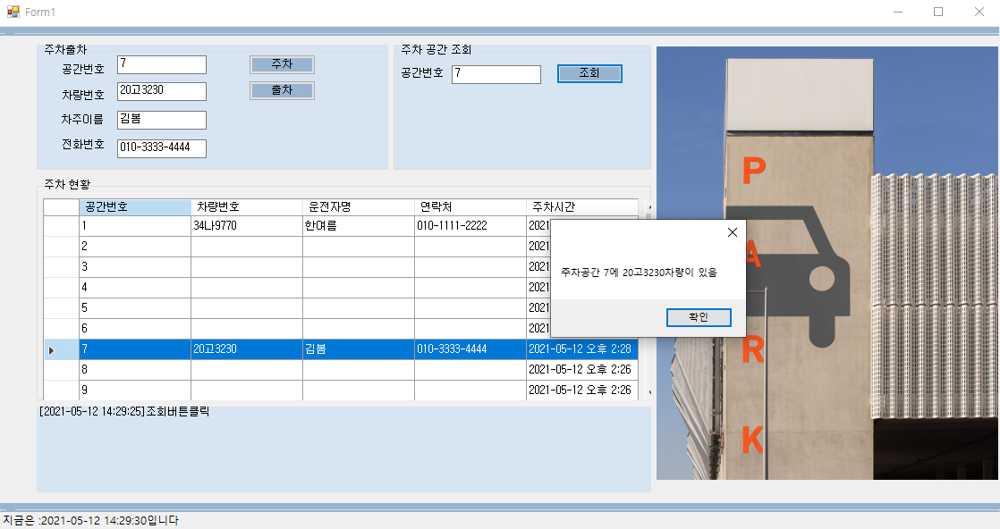 Form1
주차출차
공간번호 7 주차
차량번호 20고3230 출차
차주이름 김봄
전화번호 010-3333-4444
주차 공간 조회
공간번호 7 조회
주차 현황
공간번호 차량번호 운전자명 연락처 주차시간
1 34나9770 한여름 010-1111-2222 2021
2 2021
3 2021
4 2021
5 2021
6 2021
7 20고3230 김봄 010-3333-4444 2021-05-12 오후 2:28
8 2021-05-12 오후 2:26
9 2021-05-12 오후 2:26
주차공간 7에 20고3230차량이 있음
확인
P
A
R
K
[2021-05-12 14:29:25]조회버튼클릭
지금은 :2021-05-12 14:29:30입니다